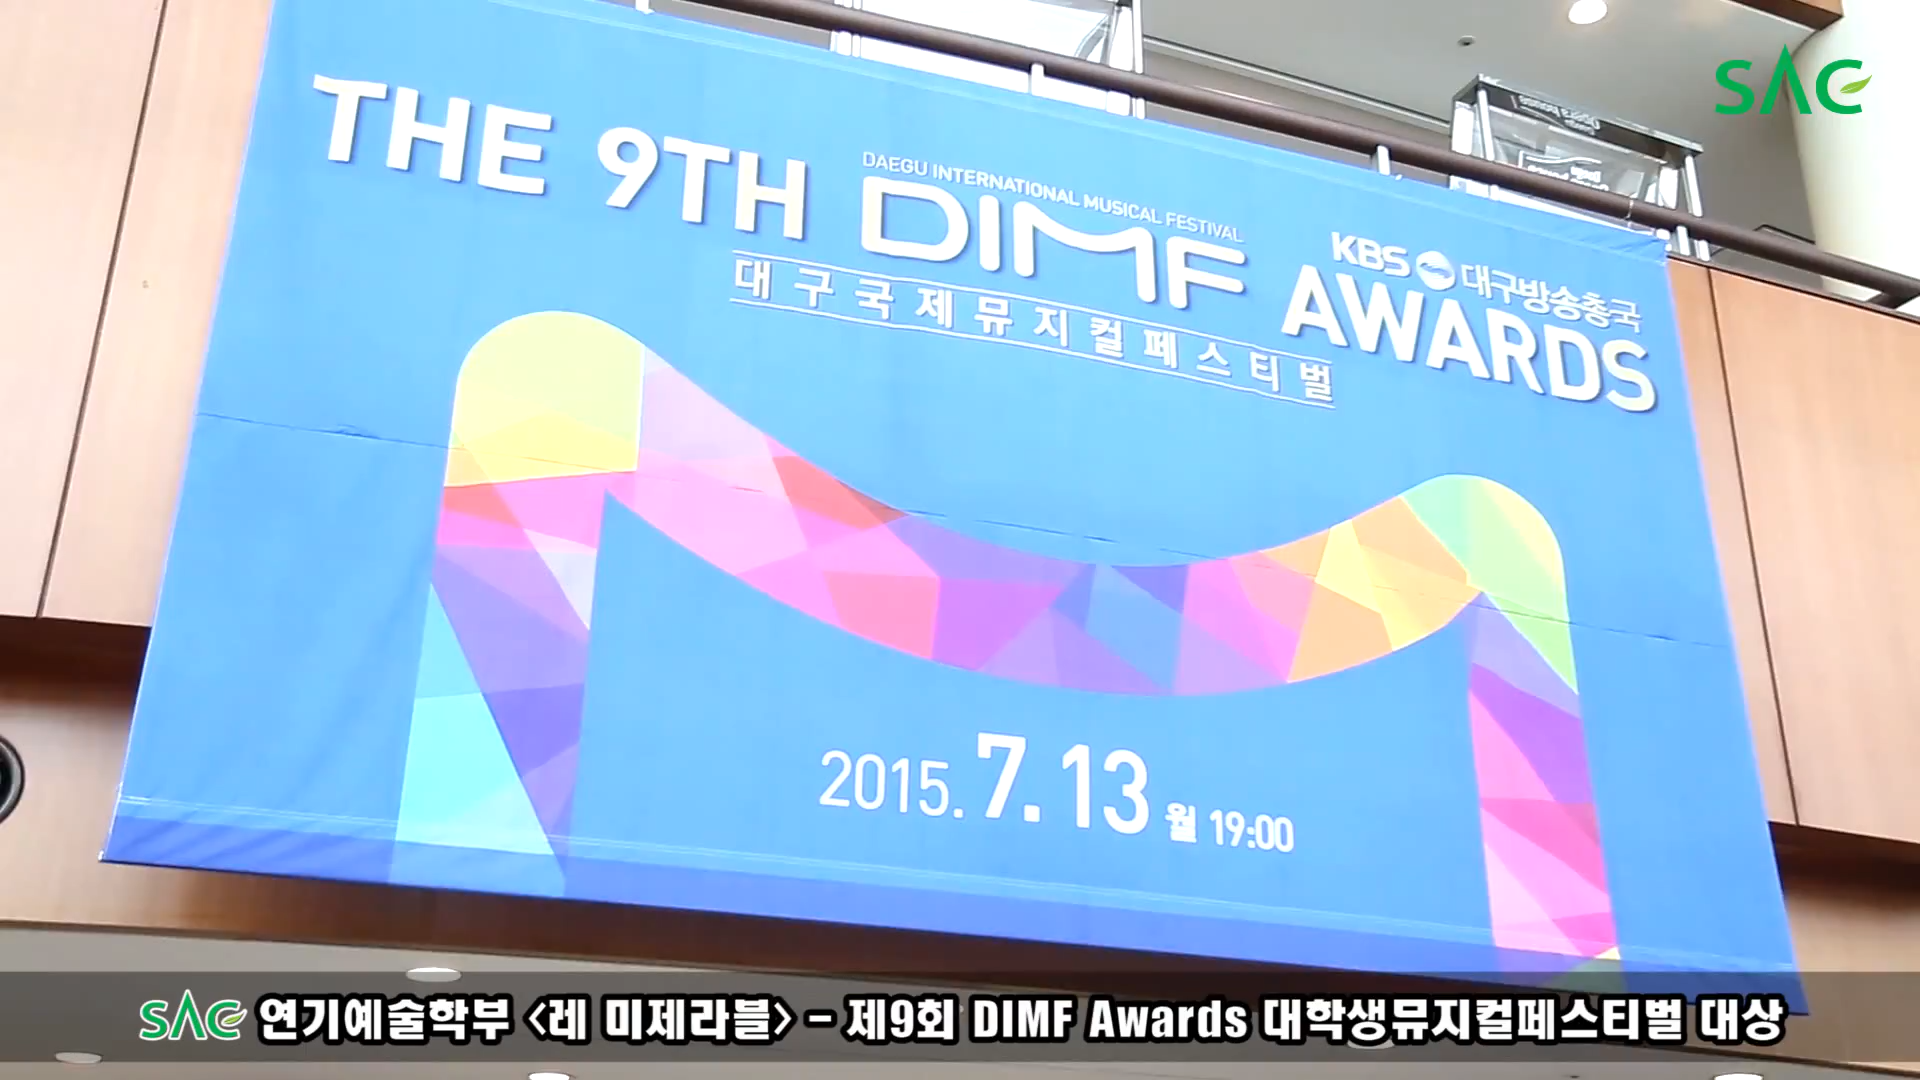 SAC
THE 9TH
DAEGU INTERNATIONAL MUSICAL FESTIVAL
DIMF
대구국제뮤지컬페스티벌
KBS 대구방송총국
AWARDS
2015. 7. 13 월 19:00
SAC 연기예술학부 <레 미제라블> - 제9회 DIMF Awards 대학생뮤지컬페스티벌 대상